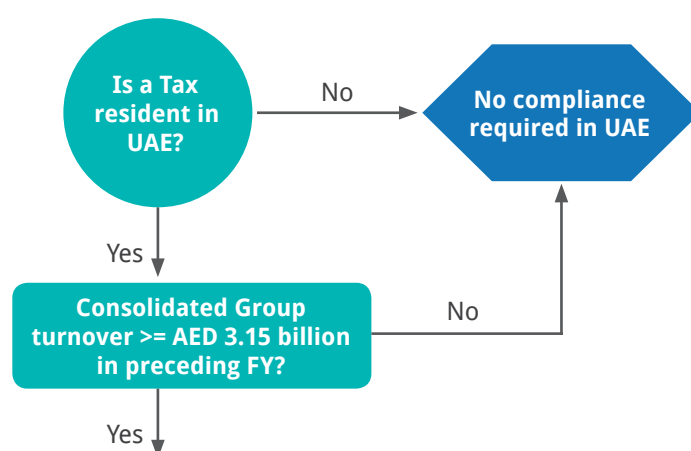 Is a Tax
resident in
UAE?
No
No compliance
required in UAE
Yes
Consolidated Group
turnover >= AED 3.15 billion
in preceding FY?
No
Yes